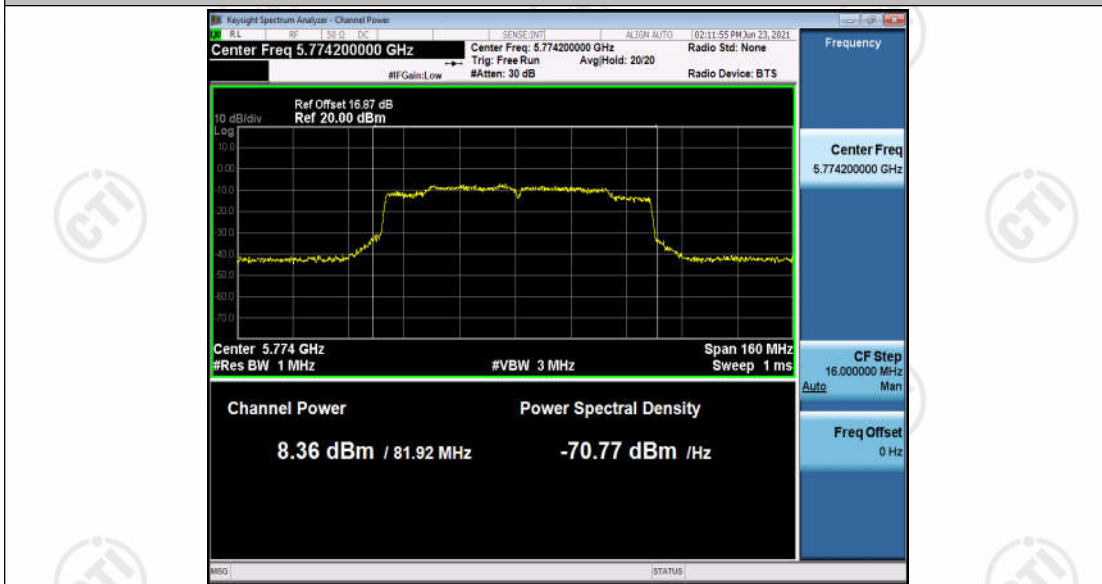 Keysight Spectrum Analyzer - Channel Power
RL RF 50 Ω DC SENSE:INT ALIGN AUTO 02:11:55 PM Jun 23, 2021
Center Freq 5.774200000 GHz
Center Freq: 5.774200000 GHz
Radio Std: None
Trig: Free Run Avg|Hold: 20/20
#IFGain:Low
#Atten: 30 dB
Radio Device: BTS
Frequency
Ref Offset 16.87 dB
10 dB/div Ref 20.00 dBm
Log
10.0
0.00
-10.0
-20.0
-30.0
-40.0
-50.0
-60.0
-70.0
Center 5.774 GHz
Span 160 MHz
#Res BW 1 MHz
#VBW 3 MHz
Sweep 1 ms
Center Freq
5.774200000 GHz
CF Step
16.000000 MHz
Auto Man
Freq Offset
0 Hz
Channel Power
Power Spectral Density
8.36 dBm / 81.92 MHz
-70.77 dBm /Hz
MSG
STATUS
CTI
CTI
CTI
CTI